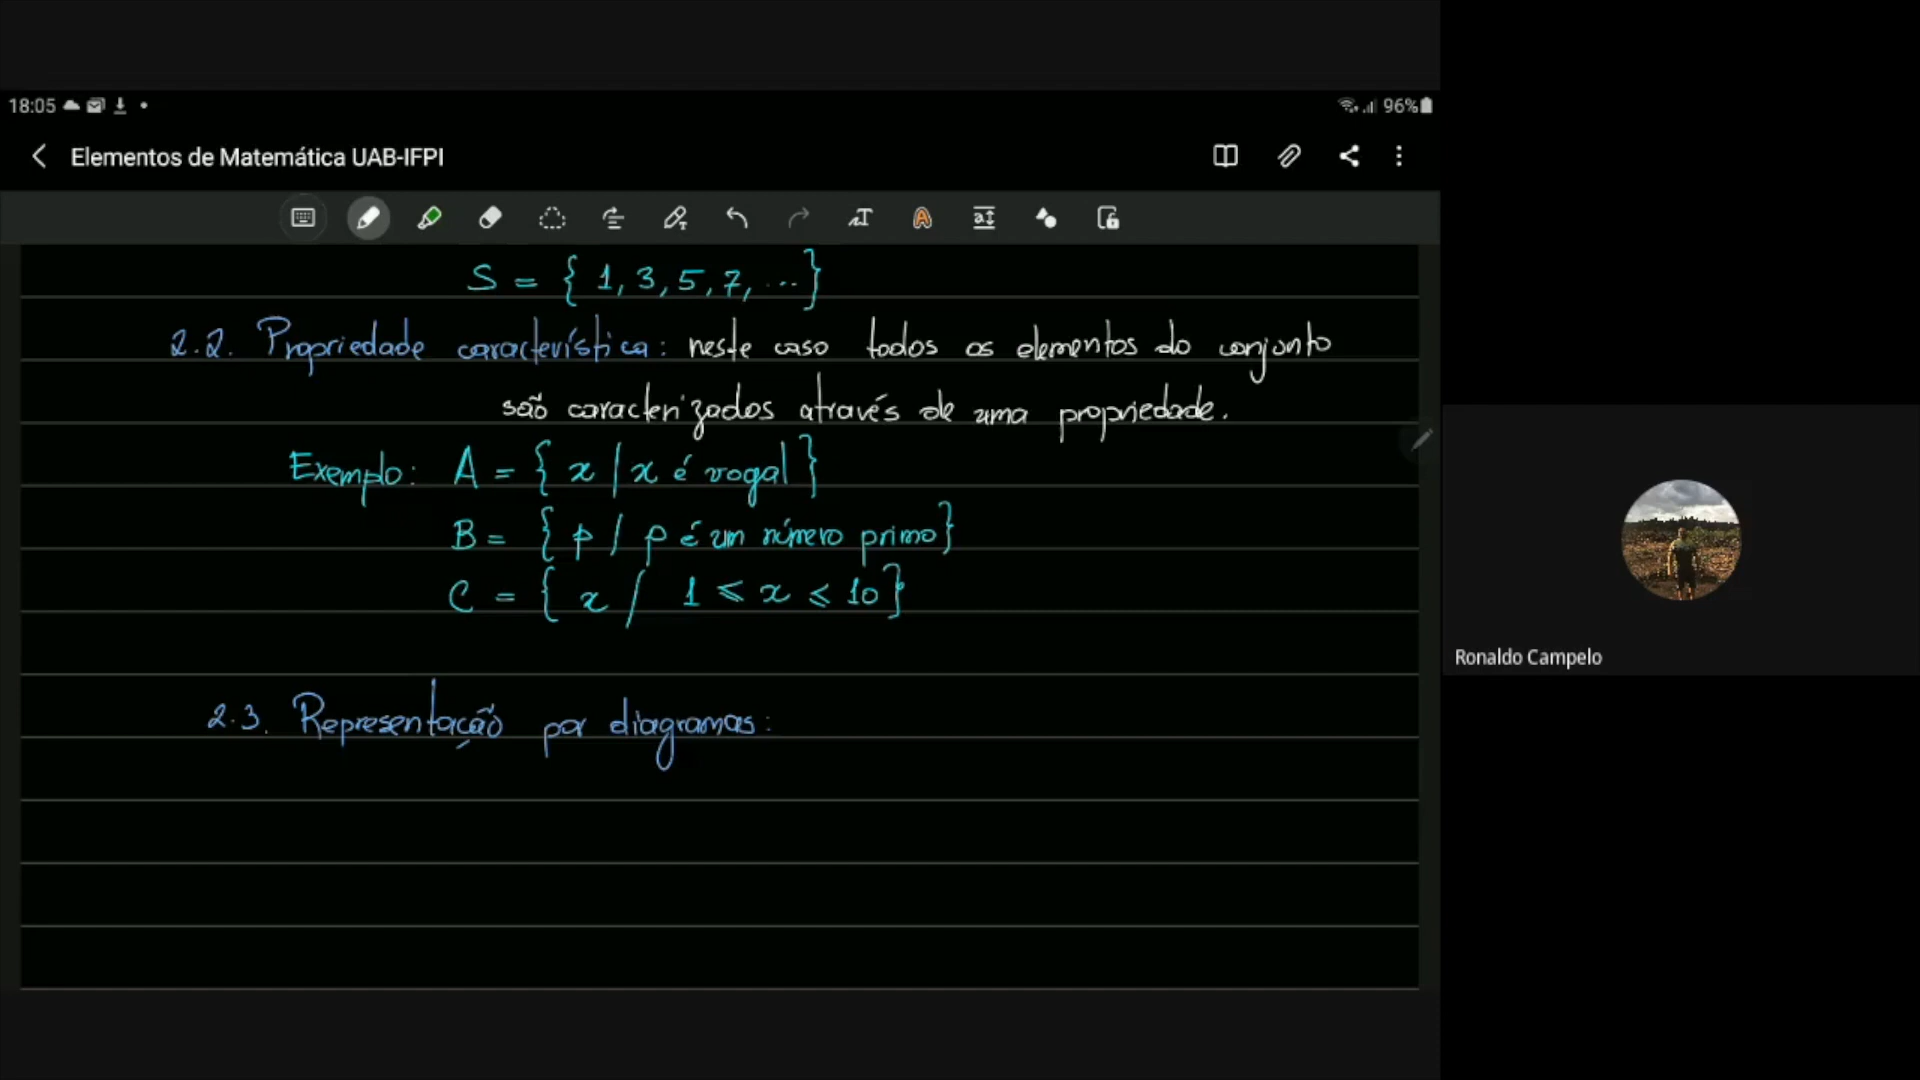 18:05
96%
Elementos de Matemática UAB-IFPI
S = { 1, 3, 5, 7, ... }
2.2. Propriedade característica: neste caso todos os elementos do conjunto
são caracterizados através de uma propriedade.
Exemplo: A = { x / x é vogal }
B = { p / p é um número primo }
C = { x / 1 ⩽ x ⩽ 10 }
2.3. Representação por diagramas:
Ronaldo Campelo